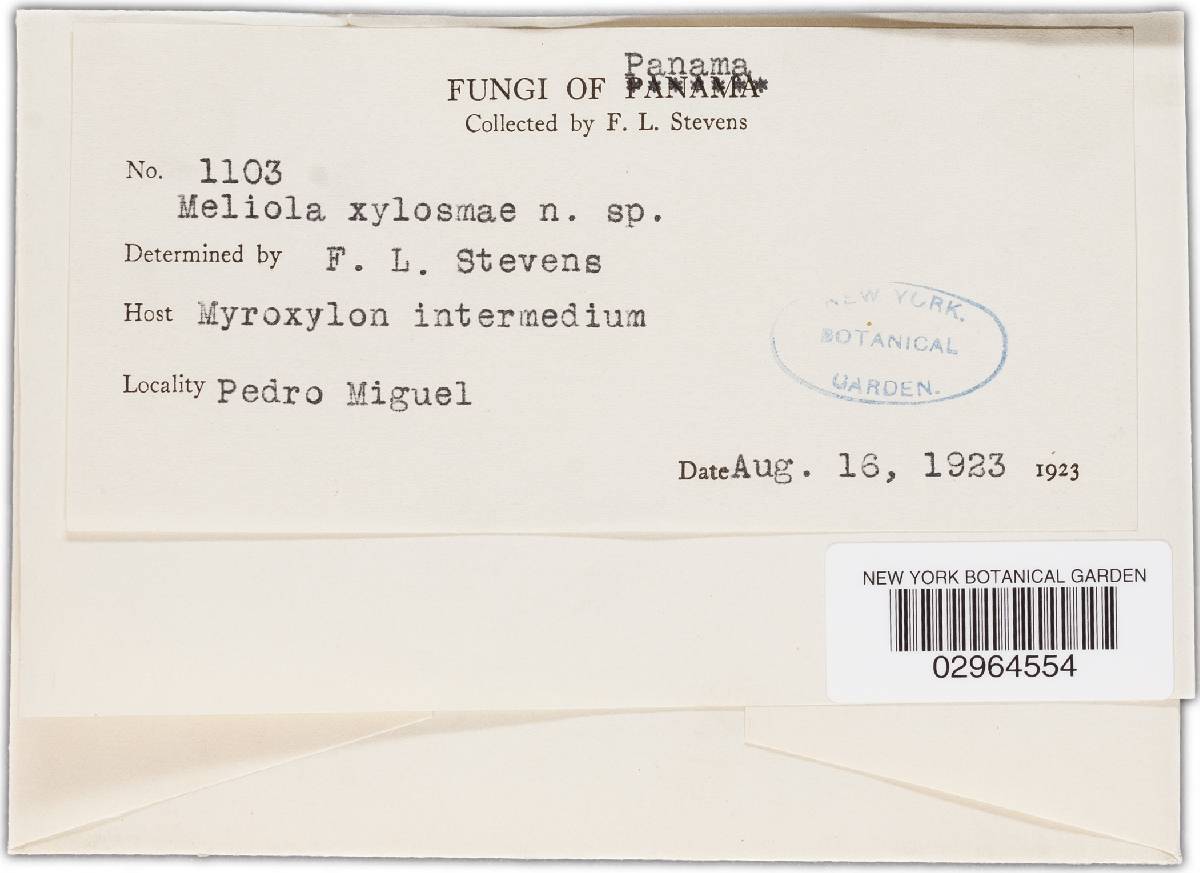 Panama
FUNGI OF PANAMA
Collected by F. L. Stevens
No. 1103
Meliola xylosmae n. sp.
Determined by F. L. Stevens
Host Myroxylon intermedium
Locality Pedro Miguel
NEW YORK.
BOTANICAL
GARDEN.
Date Aug. 16, 1923 1923
NEW YORK BOTANICAL GARDEN
02964554